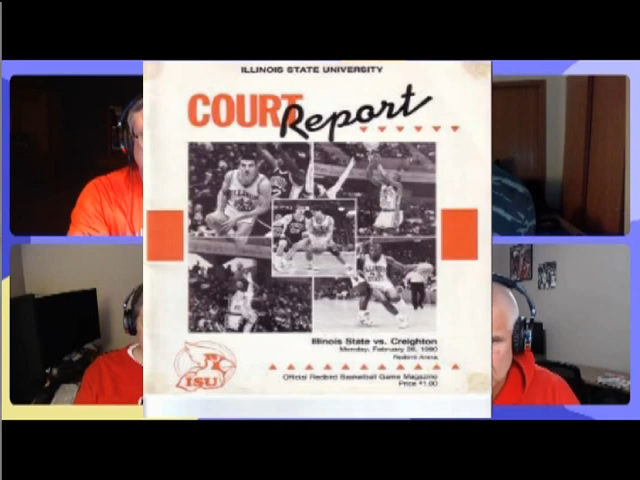 ILLINOIS STATE UNIVERSITY
COURT Report
Illinois State vs. Creighton
Monday, February 26, 1990
Redbird Arena
ISU
Official Redbird Basketball Game Magazine
Price $1.00